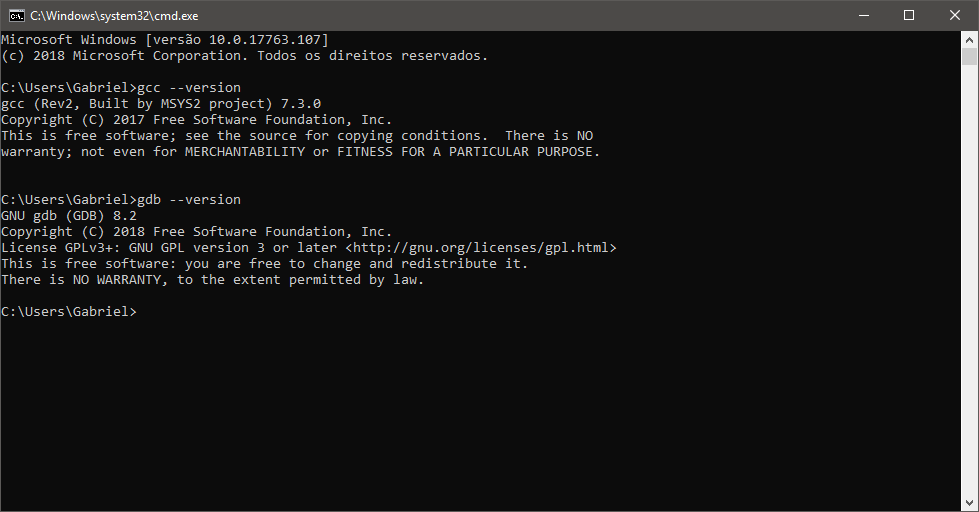 C:\Windows\system32\cmd.exe
Microsoft Windows [versão 10.0.17763.107]
(c) 2018 Microsoft Corporation. Todos os direitos reservados.
C:\Users\Gabriel>gcc --version
gcc (Rev2, Built by MSYS2 project) 7.3.0
Copyright (C) 2017 Free Software Foundation, Inc.
This is free software; see the source for copying conditions.  There is NO
warranty; not even for MERCHANTABILITY or FITNESS FOR A PARTICULAR PURPOSE.
C:\Users\Gabriel>gdb --version
GNU gdb (GDB) 8.2
Copyright (C) 2018 Free Software Foundation, Inc.
License GPLv3+: GNU GPL version 3 or later <http://gnu.org/licenses/gpl.html>
This is free software: you are free to change and redistribute it.
There is NO WARRANTY, to the extent permitted by law.
C:\Users\Gabriel>